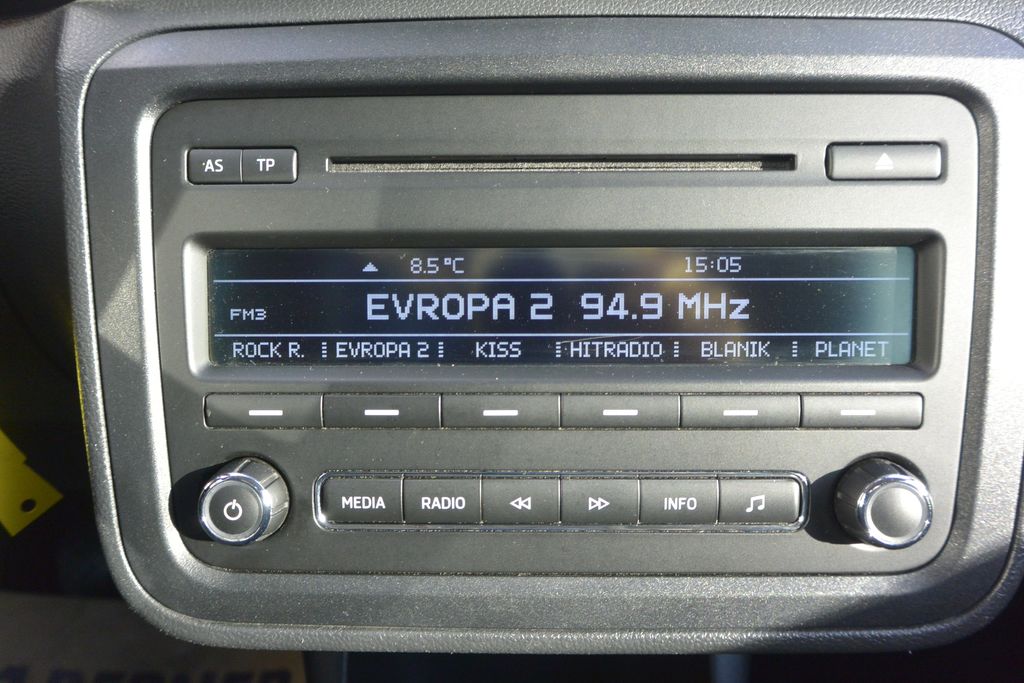 AS TP
8.5°C 15:05
FM3 EVROPA 2 94.9 MHz
ROCK R. EVROPA 2 KISS HITRADIO BLANIK PLANET
MEDIA RADIO INFO